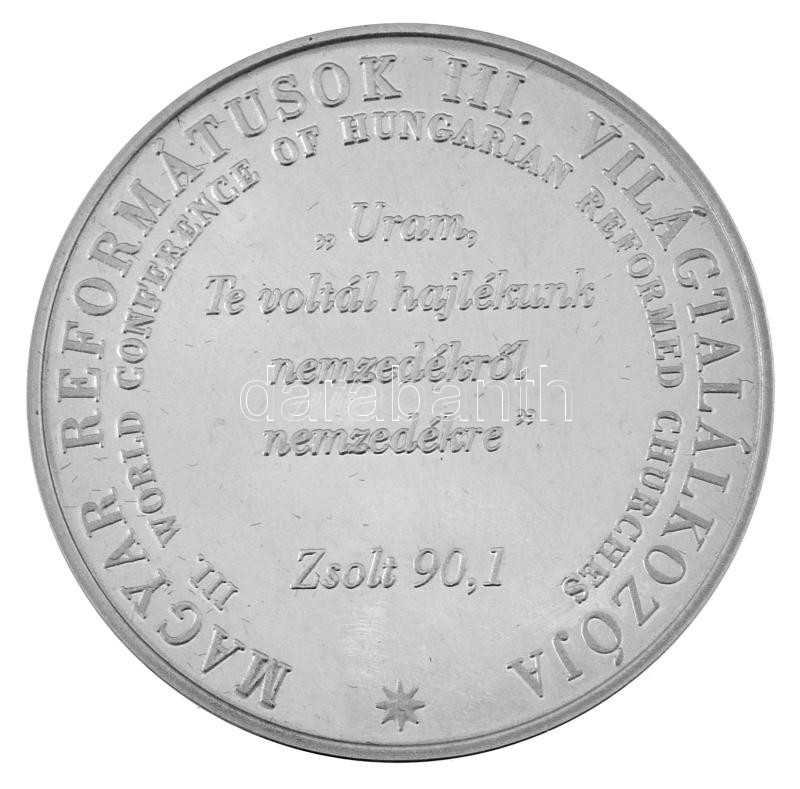 MAGYAR REFORMÁTUSOK III. VILÁGTALÁLKOZÓJA
III. WORLD CONFERENCE OF HUNGARIAN REFORMED CHURCHES
„Uram,
Te voltál hajlékunk
nemzedékről
darabanth
nemzedékre”
Zsolt 90,1